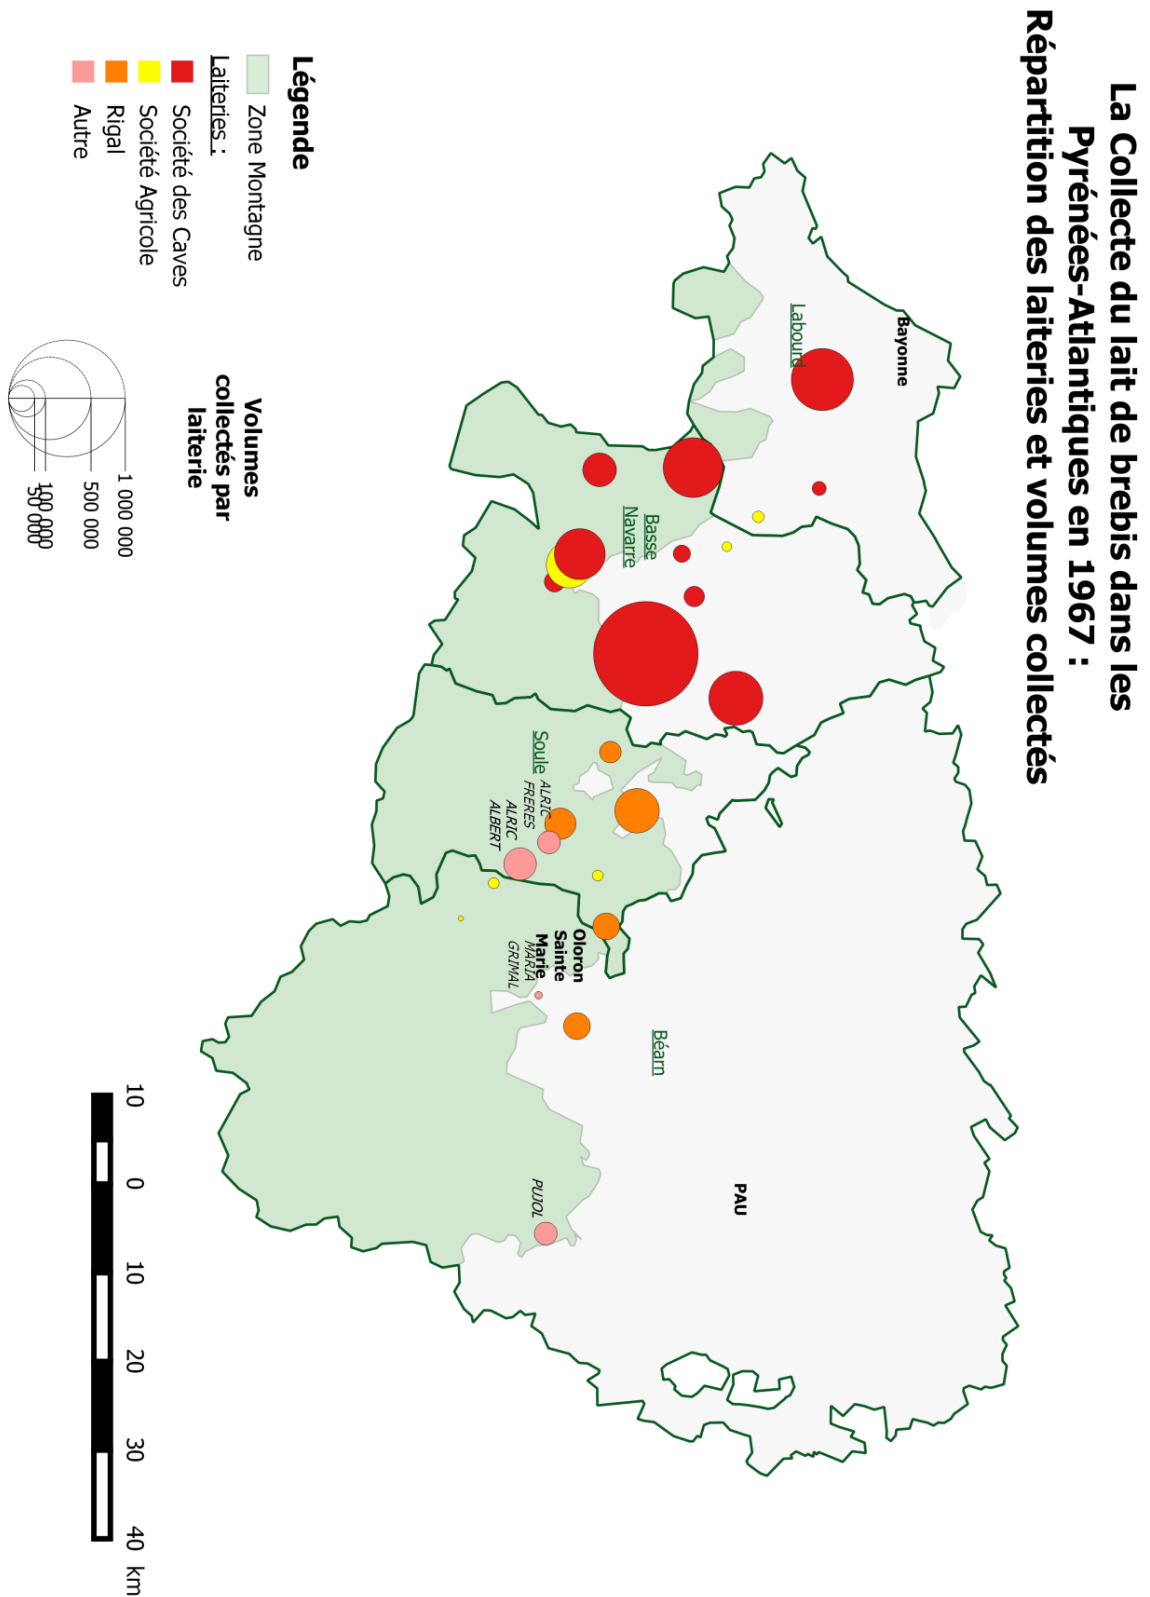 La Collecte du lait de brebis dans les
Pyrénées-Atlantiques en 1967 :
Répartition des laiteries et volumes collectés
Bayonne
Labourd
Basse
Navarre
Soule
ALRIC
FRERES
ALRIC
ALBERT
Oloron
Sainte
Marie
MARIA
GRIMAL
Béarn
PAU
PUJOL
Légende
Zone Montagne
Laiteries :
Société des Caves
Société Agricole
Rigal
Autre
Volumes
collectés par
laiterie
1 000 000
500 000
100 000
50 000
10 0 10 20 30 40 km